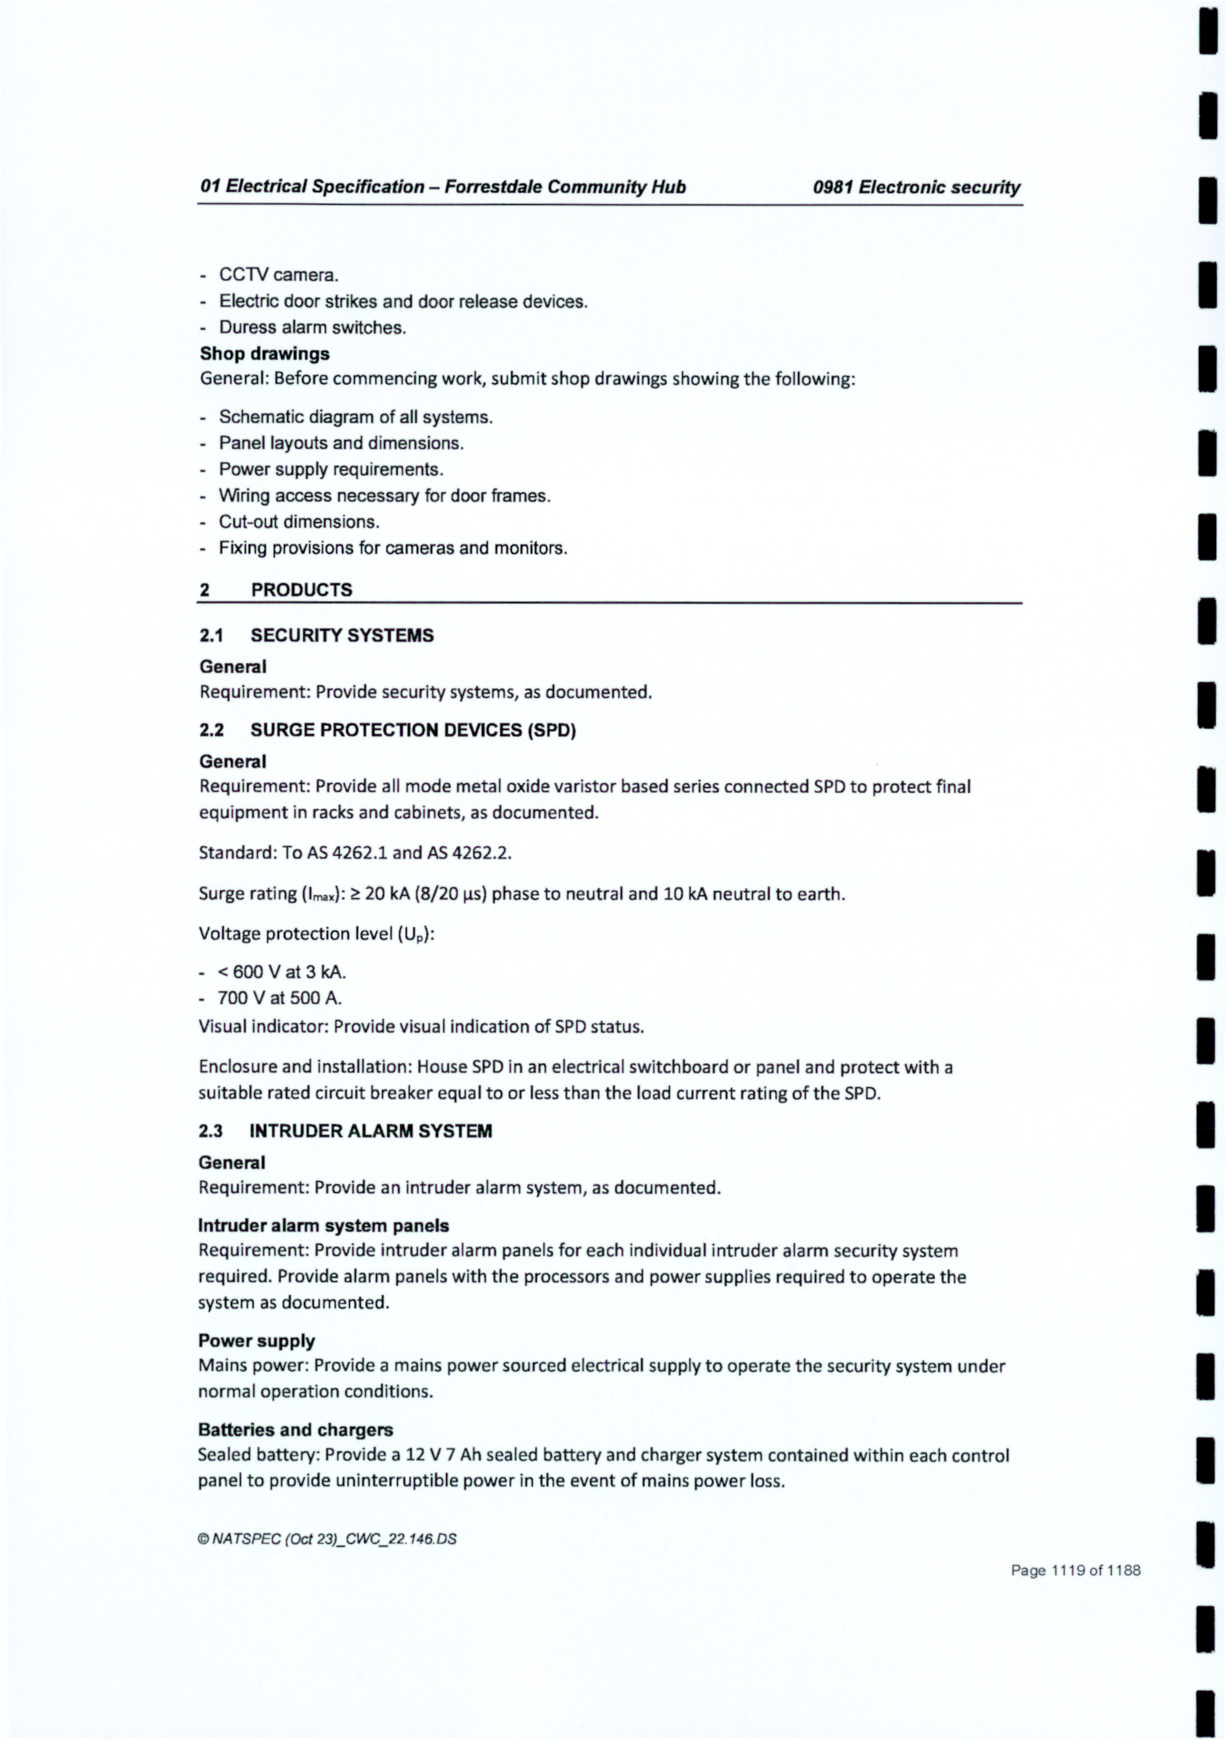 01 Electrical Specification – Forrestdale Community Hub 0981 Electronic security
- CCTV camera.
- Electric door strikes and door release devices.
- Duress alarm switches.
Shop drawings
General: Before commencing work, submit shop drawings showing the following:
- Schematic diagram of all systems.
- Panel layouts and dimensions.
- Power supply requirements.
- Wiring access necessary for door frames.
- Cut-out dimensions.
- Fixing provisions for cameras and monitors.
2 PRODUCTS
2.1 SECURITY SYSTEMS
General
Requirement: Provide security systems, as documented.
2.2 SURGE PROTECTION DEVICES (SPD)
General
Requirement: Provide all mode metal oxide varistor based series connected SPD to protect final
equipment in racks and cabinets, as documented.
Standard: To AS 4262.1 and AS 4262.2.
Surge rating (Imax): ≥ 20 kA (8/20 µs) phase to neutral and 10 kA neutral to earth.
Voltage protection level (Up):
- < 600 V at 3 kA.
- 700 V at 500 A.
Visual indicator: Provide visual indication of SPD status.
Enclosure and installation: House SPD in an electrical switchboard or panel and protect with a
suitable rated circuit breaker equal to or less than the load current rating of the SPD.
2.3 INTRUDER ALARM SYSTEM
General
Requirement: Provide an intruder alarm system, as documented.
Intruder alarm system panels
Requirement: Provide intruder alarm panels for each individual intruder alarm security system
required. Provide alarm panels with the processors and power supplies required to operate the
system as documented.
Power supply
Mains power: Provide a mains power sourced electrical supply to operate the security system under
normal operation conditions.
Batteries and chargers
Sealed battery: Provide a 12 V 7 Ah sealed battery and charger system contained within each control
panel to provide uninterruptible power in the event of mains power loss.
© NATSPEC (Oct 23)_CWC_22.146.DS
Page 1119 of 1188